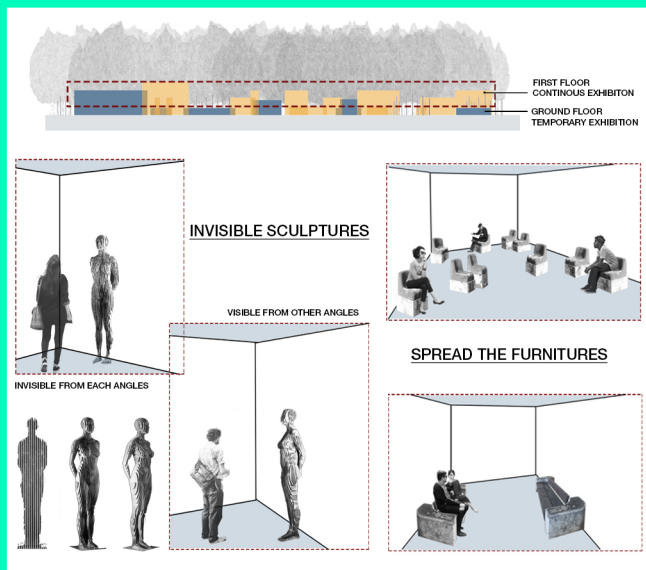 FIRST FLOOR
CONTINOUS EXHIBITON
GROUND FLOOR
TEMPORARY EXHIBITION
INVISIBLE SCULPTURES
VISIBLE FROM OTHER ANGLES
SPREAD THE FURNITURES
INVISIBLE FROM EACH ANGLES